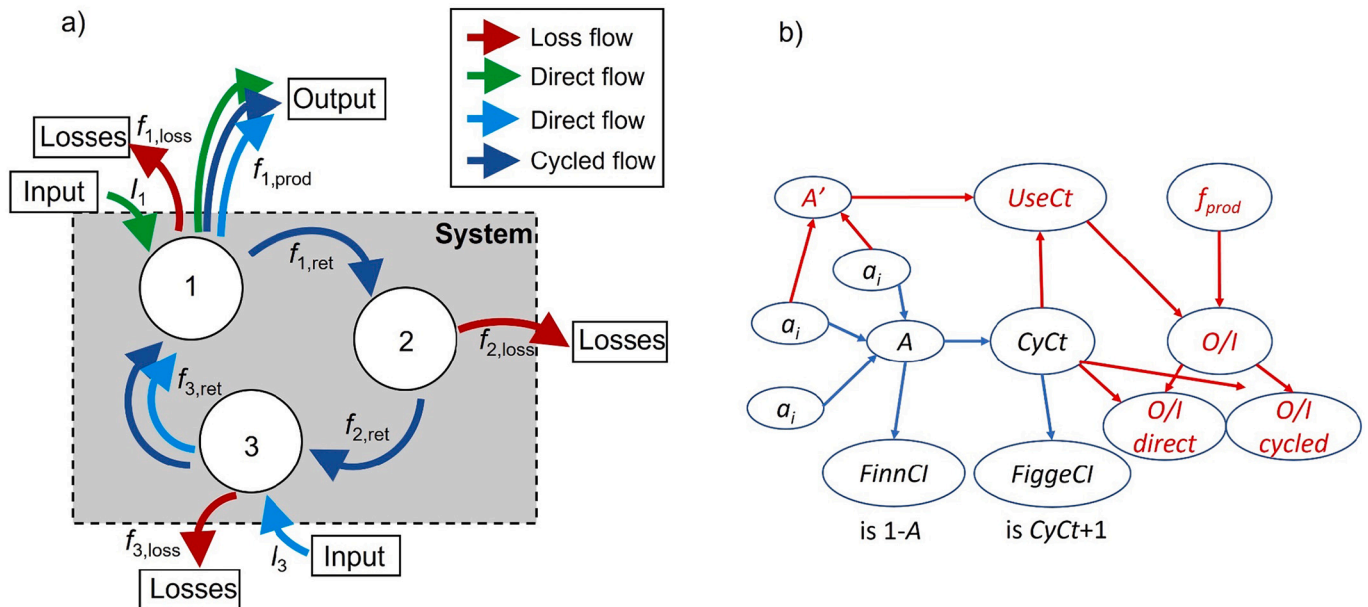 a)
Loss flow
Direct flow
Direct flow
Cycled flow
Output
Losses
f1,loss
Input
I1
f1,prod
System
1
f1,ret
2
f2,loss
Losses
f3,ret
f2,ret
3
f3,loss
I3
Input
Losses
b)
A'
UseCt
fprod
ai
ai
A
CyCt
O/I
ai
O/I
direct
O/I
cycled
FinnCI
FiggeCI
is 1-A
is CyCt+1